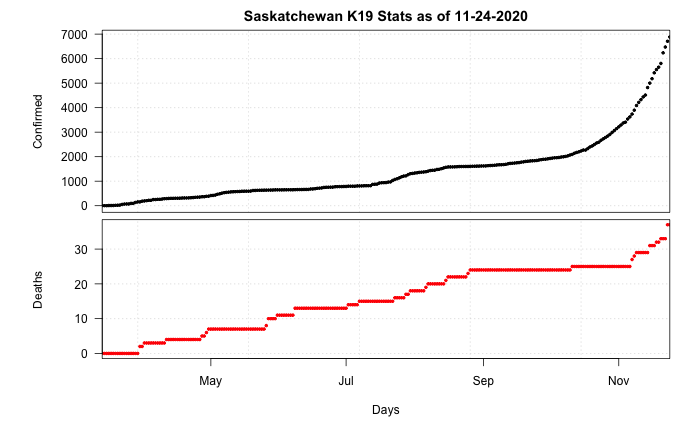 Saskatchewan K19 Stats as of 11-24-2020
7000
6000
5000
4000
3000
2000
1000
0
Confirmed
30
20
10
0
Deaths
May Jul Sep Nov
Days